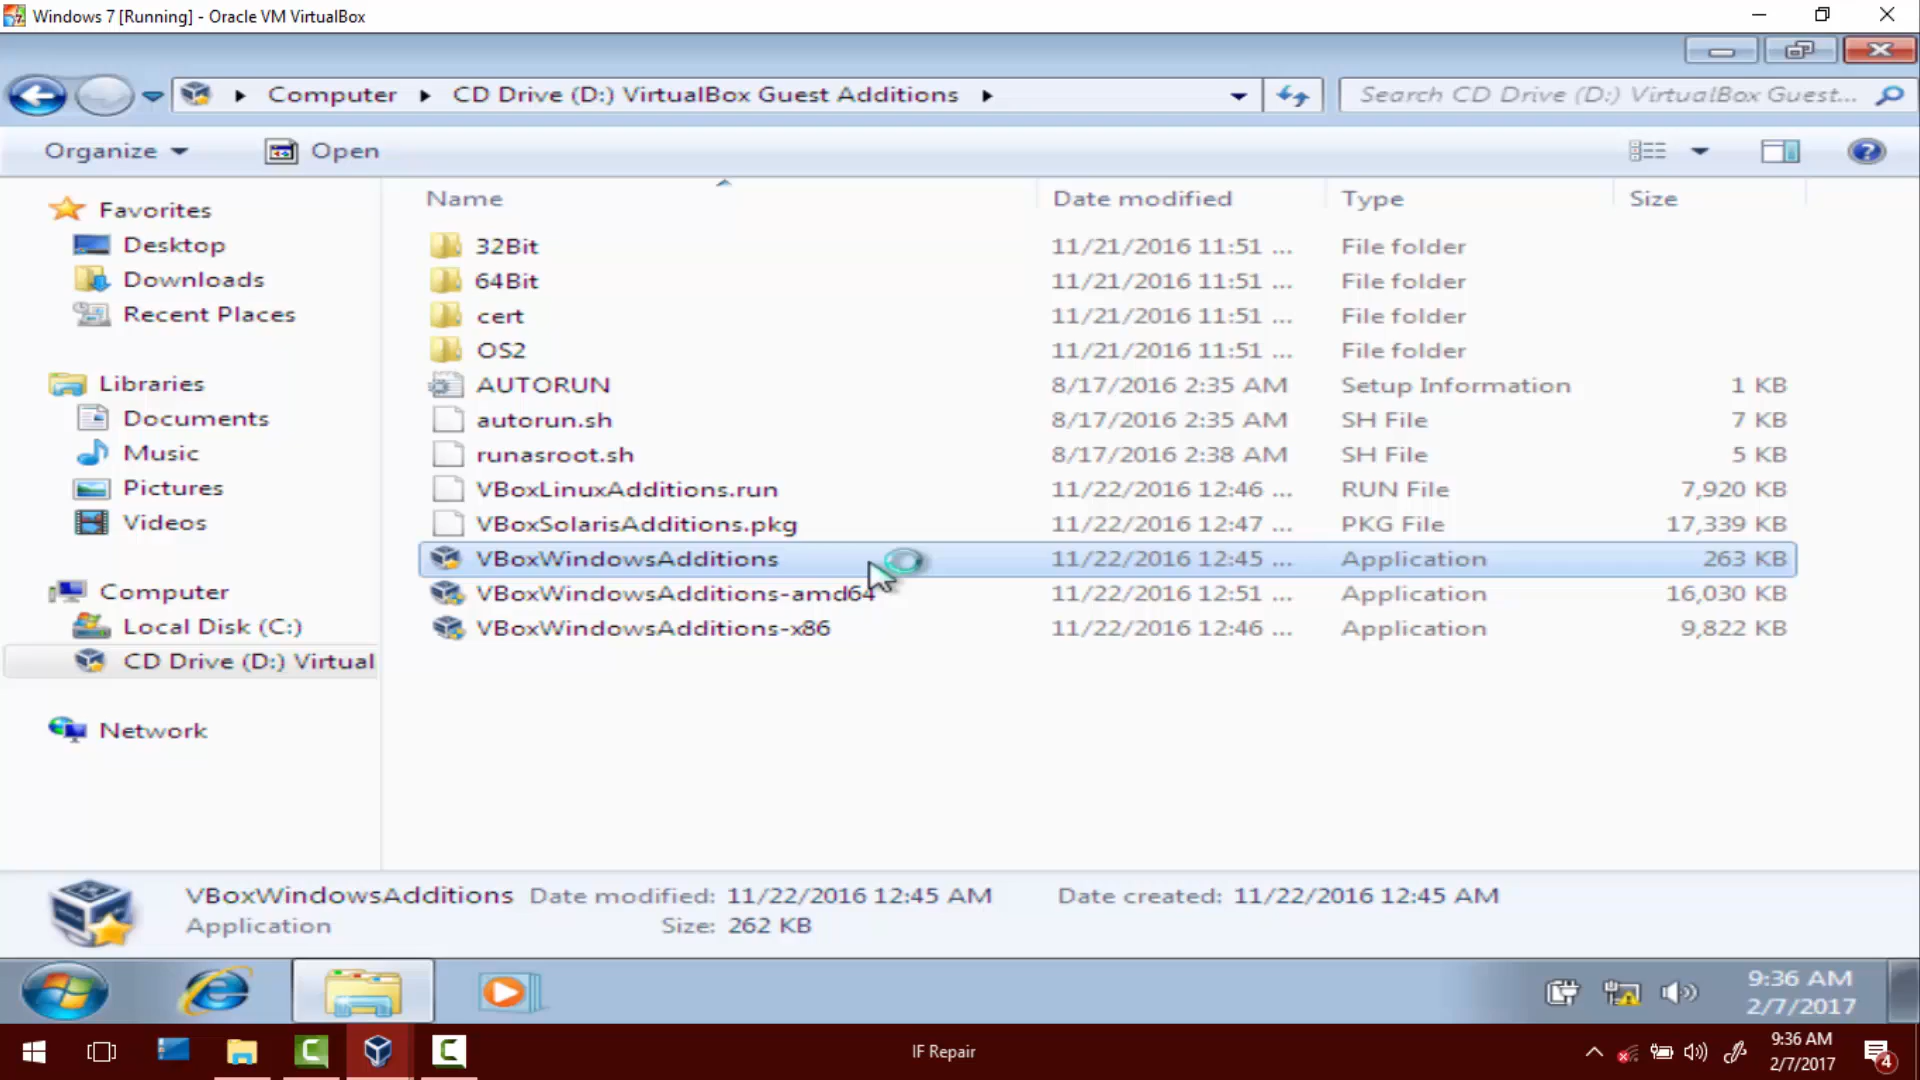 Windows 7 [Running] - Oracle VM VirtualBox
Computer
CD Drive (D:) VirtualBox Guest Additions
Search CD Drive (D:) VirtualBox Guest...
Organize
Open
Name
Date modified
Type
Size
Favorites
Desktop
Downloads
Recent Places
Libraries
Documents
Music
Pictures
Videos
Computer
Local Disk (C:)
CD Drive (D:) Virtual
Network
32Bit 11/21/2016 11:51 ... File folder
64Bit 11/21/2016 11:51 ... File folder
cert 11/21/2016 11:51 ... File folder
OS2 11/21/2016 11:51 ... File folder
AUTORUN 8/17/2016 2:35 AM Setup Information 1 KB
autorun.sh 8/17/2016 2:35 AM SH File 7 KB
runasroot.sh 8/17/2016 2:38 AM SH File 5 KB
VBoxLinuxAdditions.run 11/22/2016 12:46 ... RUN File 7,920 KB
VBoxSolarisAdditions.pkg 11/22/2016 12:47 ... PKG File 17,339 KB
VBoxWindowsAdditions 11/22/2016 12:45 ... Application 263 KB
VBoxWindowsAdditions-amd64 11/22/2016 12:51 ... Application 16,030 KB
VBoxWindowsAdditions-x86 11/22/2016 12:46 ... Application 9,822 KB
VBoxWindowsAdditions Date modified: 11/22/2016 12:45 AM Date created: 11/22/2016 12:45 AM
Application Size: 262 KB
9:36 AM
2/7/2017
IF Repair
9:36 AM
2/7/2017
4